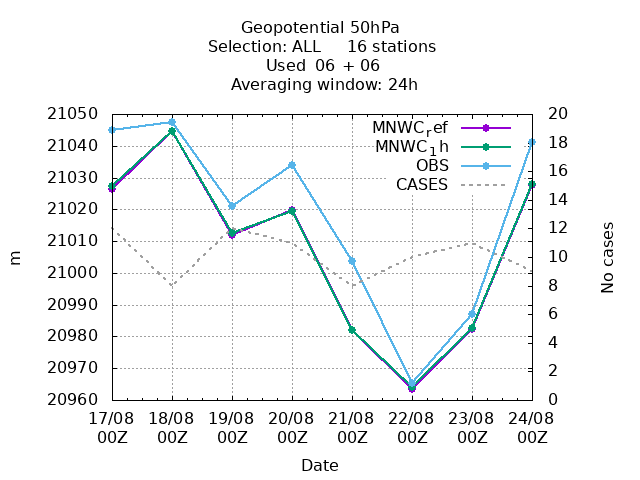 Geopotential 50hPa
Selection: ALL 16 stations
Used 06 + 06
Averaging window: 24h
21050
21040
21030
21020
21010
21000
20990
20980
20970
20960
m
20
18
16
14
12
10
8
6
4
2
0
No cases
MNWCref
MNWC1h
OBS
CASES
17/08 18/08 19/08 20/08 21/08 22/08 23/08 24/08
00Z 00Z 00Z 00Z 00Z 00Z 00Z 00Z
Date